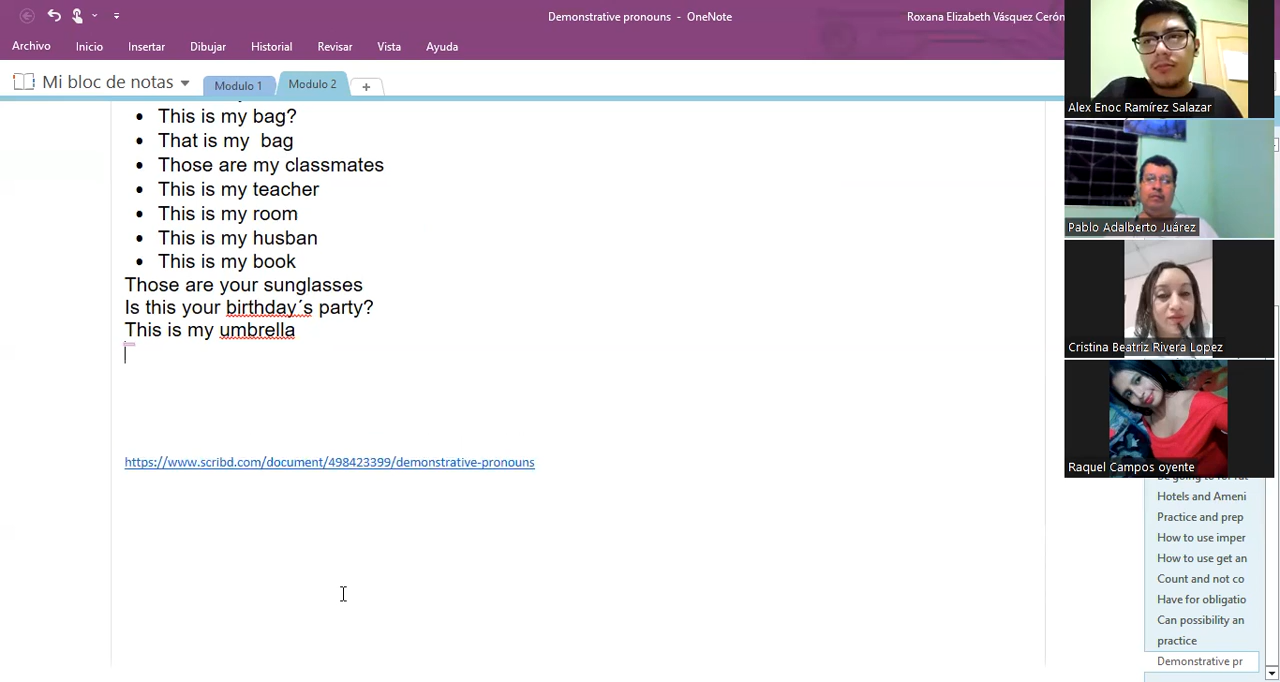 Demonstrative pronouns - OneNote
Roxana Elizabeth Vásquez Cerón
Archivo Inicio Insertar Dibujar Historial Revisar Vista Ayuda
Mi bloc de notas
Modulo 1 Modulo 2 +
• This is my bag?
• That is my bag
• Those are my classmates
• This is my teacher
• This is my room
• This is my husban
• This is my book
Those are your sunglasses
Is this your birthday´s party?
This is my umbrella
https://www.scribd.com/document/498423399/demonstrative-pronouns
Alex Enoc Ramírez Salazar
Pablo Adalberto Juárez
Cristina Beatriz Rivera Lopez
Raquel Campos oyente
Hotels and Ameni
Practice and prep
How to use imper
How to use get an
Count and not co
Have for obligatio
Can possibility an
practice
Demonstrative pr